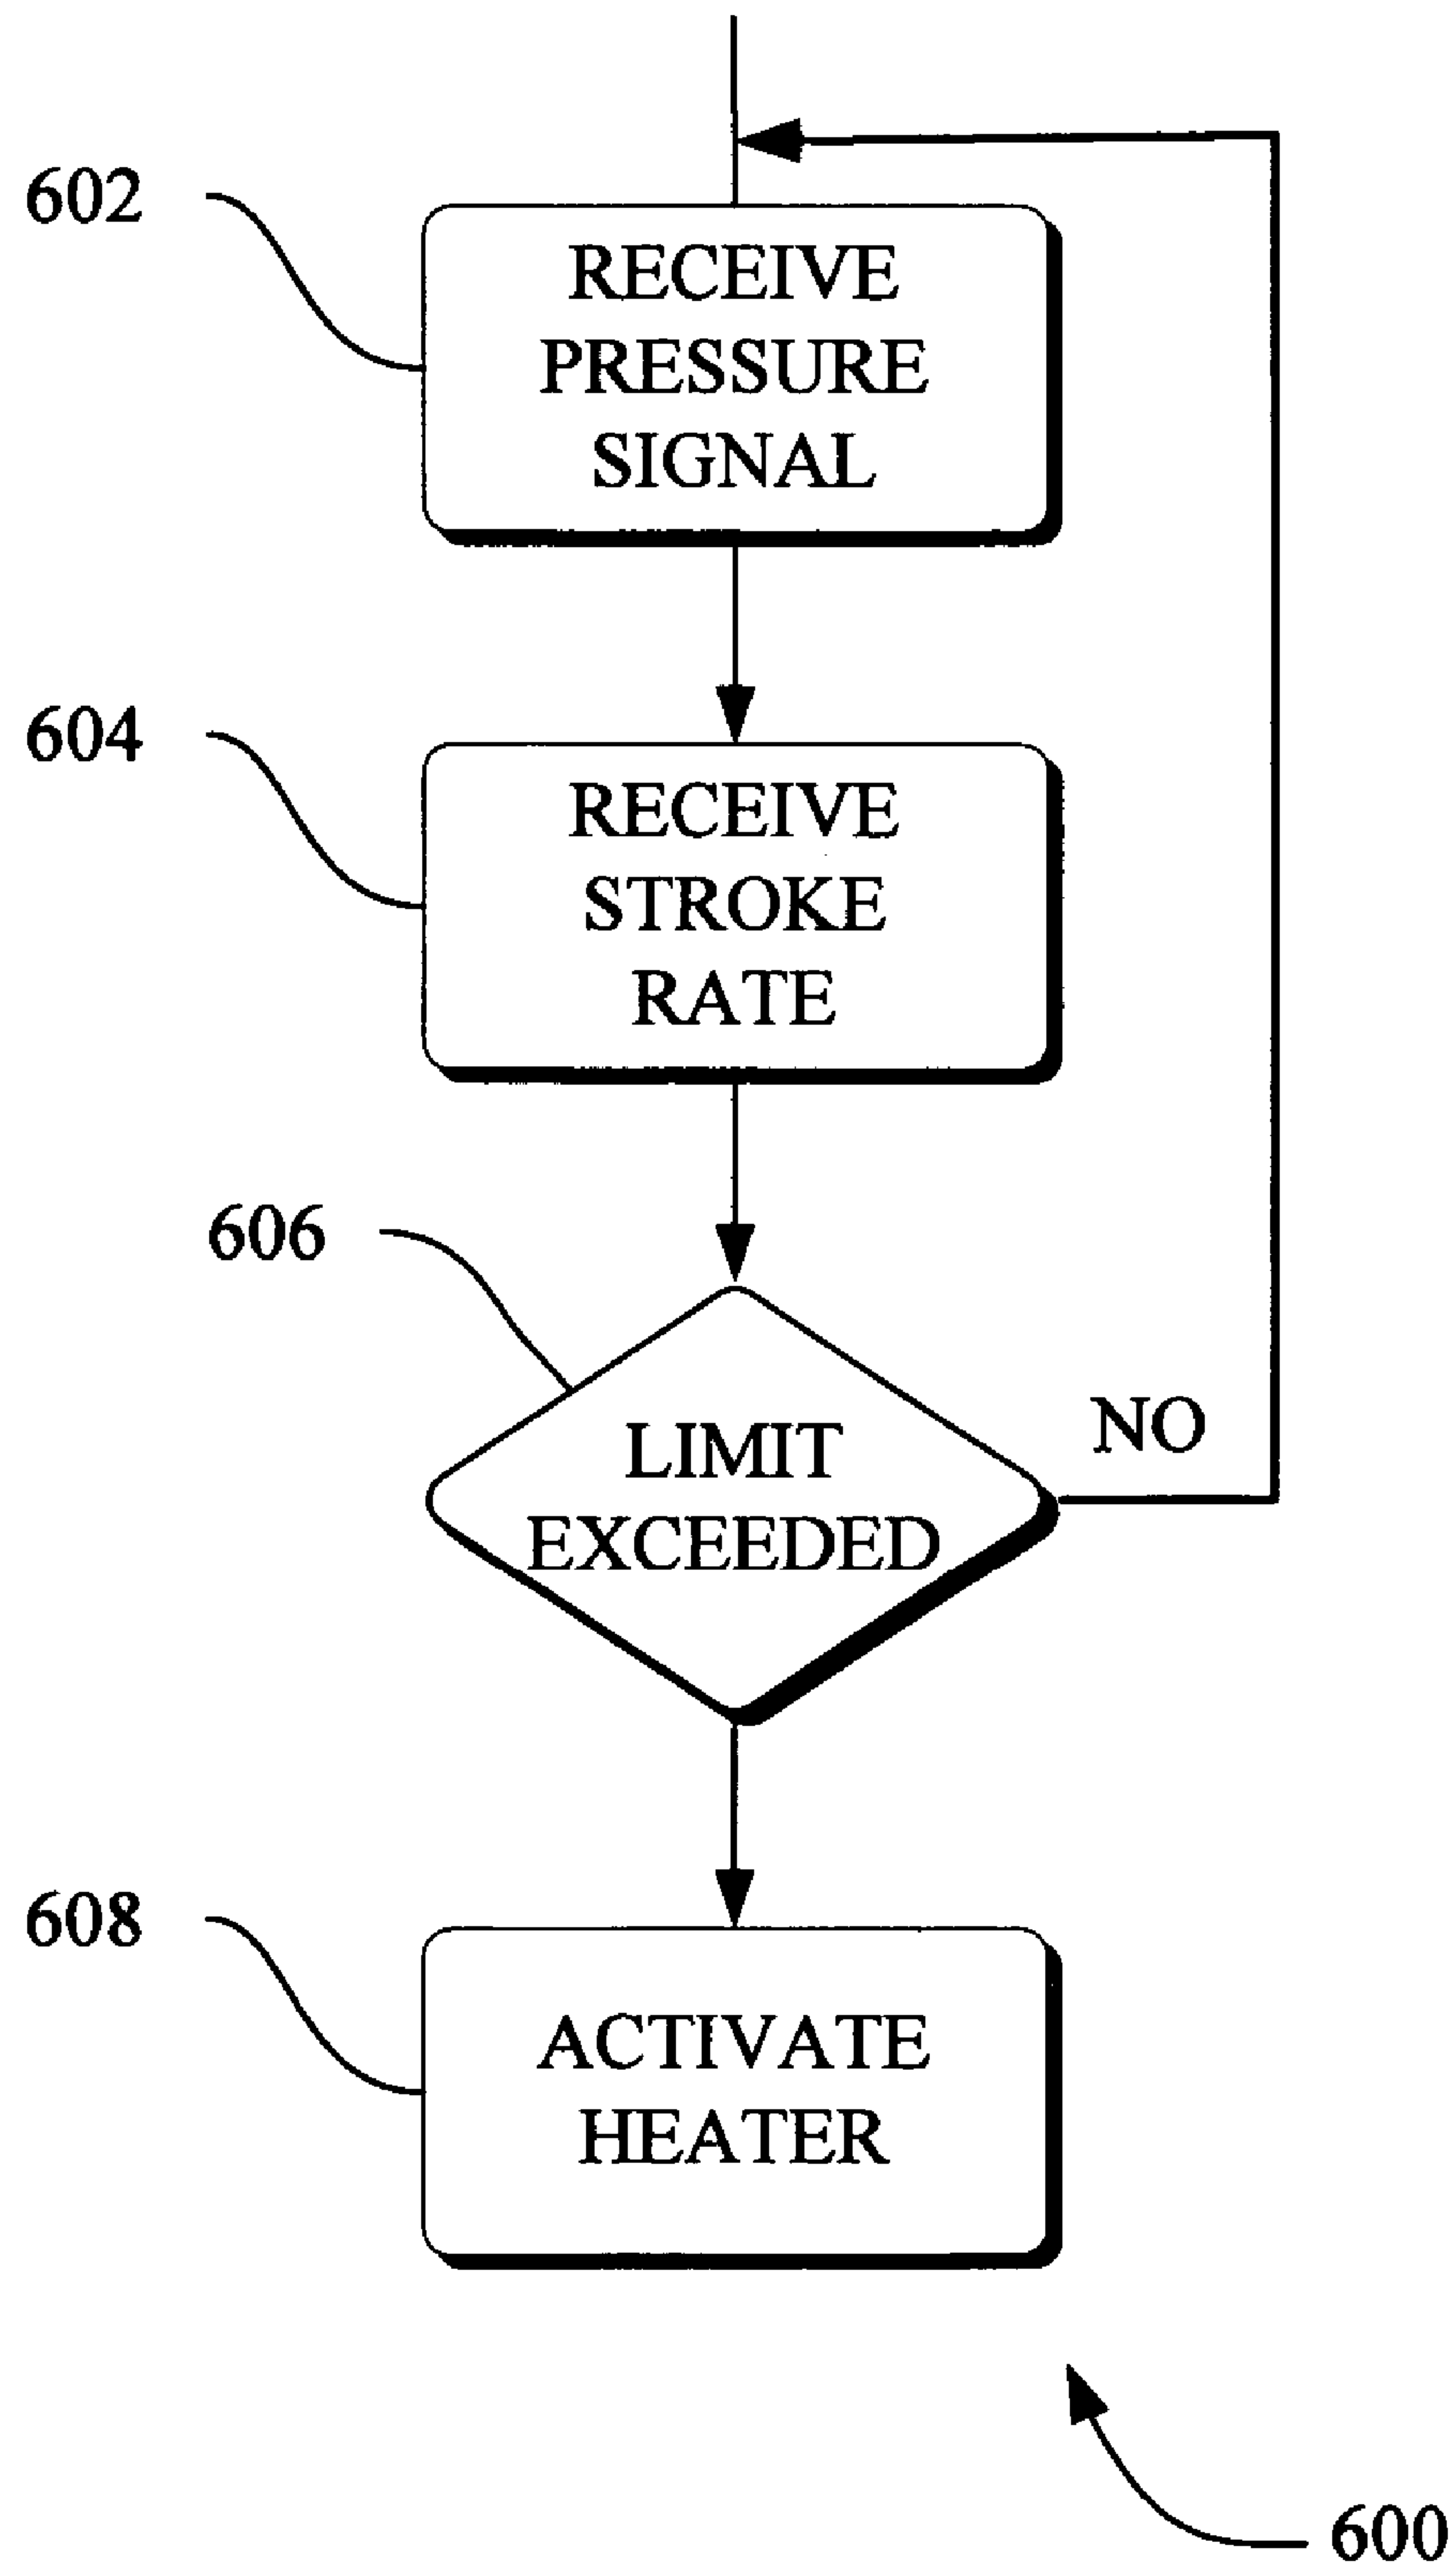 602
RECEIVE
PRESSURE
SIGNAL
604
RECEIVE
STROKE
RATE
606
LIMIT
EXCEEDED
NO
608
ACTIVATE
HEATER
600